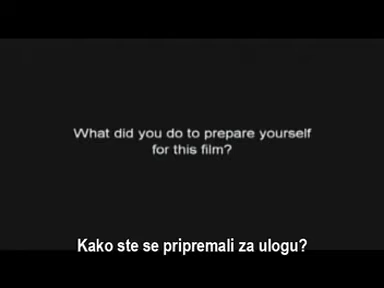 What did you do to prepare yourself
for this film?
Kako ste se pripremali za ulogu?